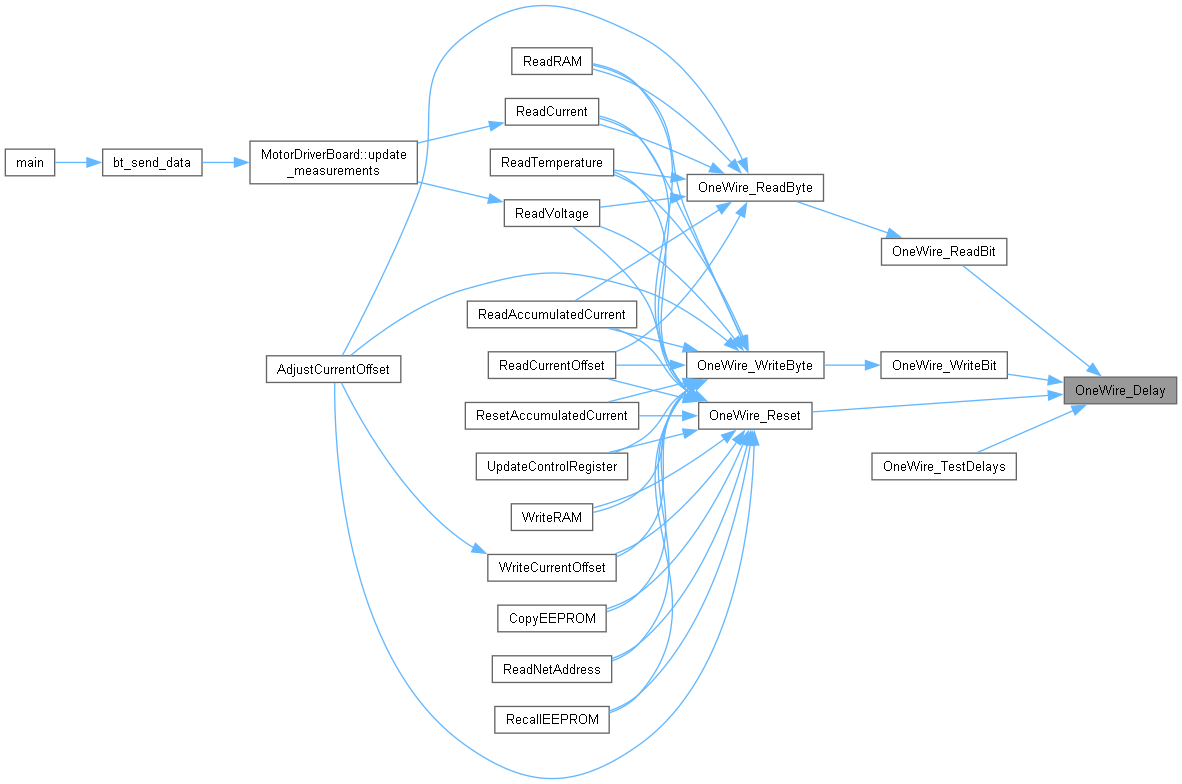 main
bt_send_data
MotorDriverBoard::update
_measurements
AdjustCurrentOffset
ReadRAM
ReadCurrent
ReadTemperature
ReadVoltage
ReadAccumulatedCurrent
ReadCurrentOffset
ResetAccumulatedCurrent
UpdateControlRegister
WriteRAM
WriteCurrentOffset
CopyEEPROM
ReadNetAddress
RecallEEPROM
OneWire_ReadByte
OneWire_WriteByte
OneWire_Reset
OneWire_ReadBit
OneWire_WriteBit
OneWire_TestDelays
OneWire_Delay